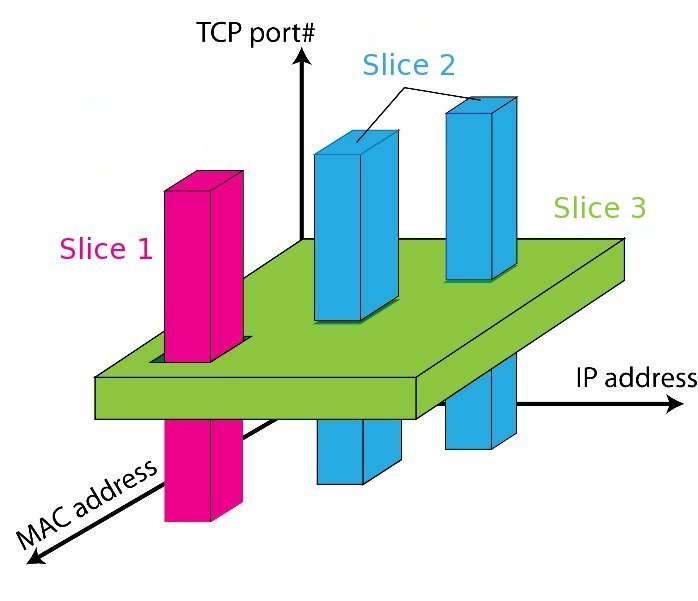 TCP port#
Slice 2
Slice 3
Slice 1
IP address
MAC address